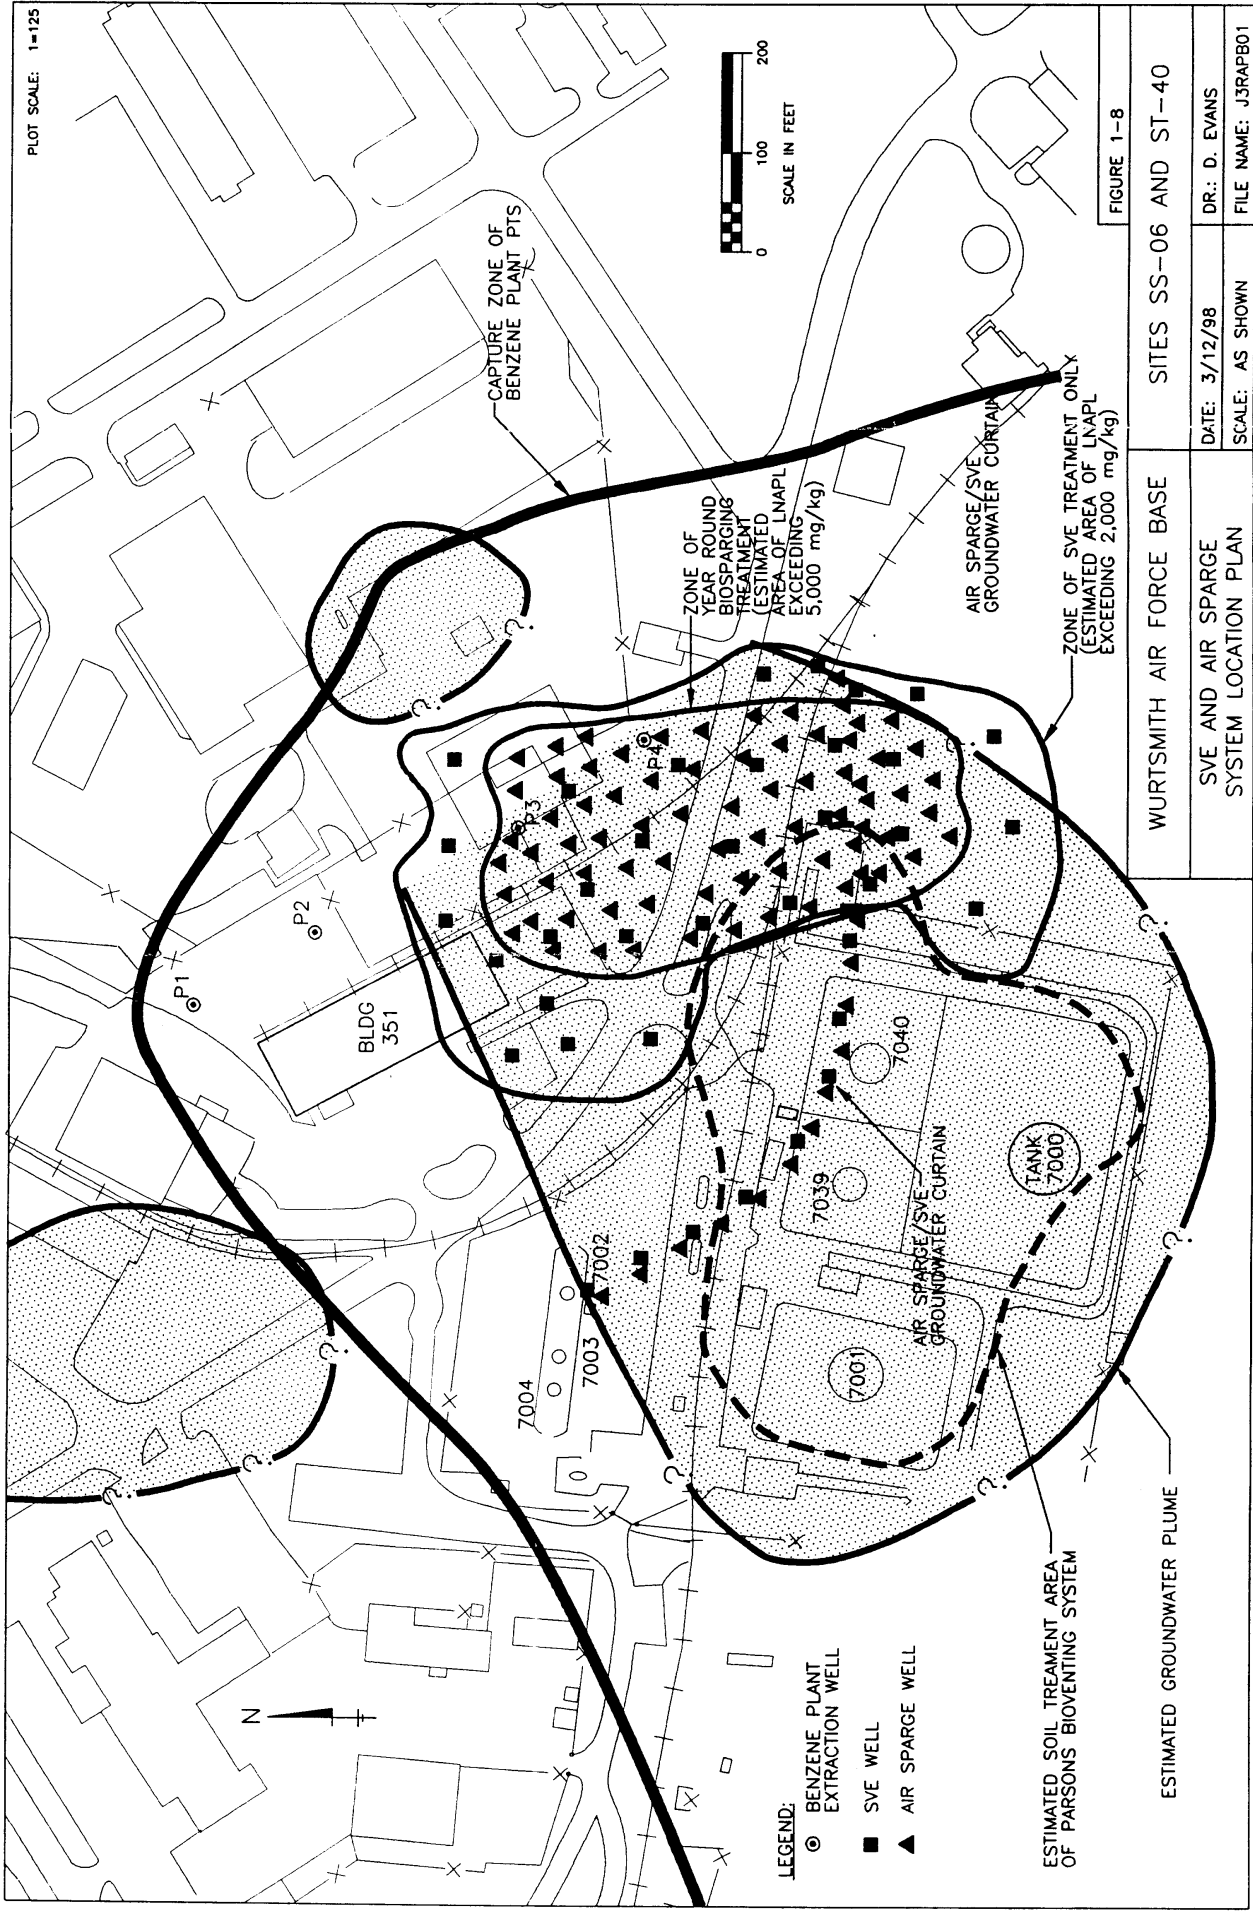 PLOT SCALE: 1=125
CAPTURE ZONE OF
BENZENE PLANT PTS
0 100 200
SCALE IN FEET
N
P1
P2
P3
P4
BLDG
351
ZONE OF
YEAR ROUND
BIOSPARGING
TREATMENT
(ESTIMATED
AREA OF LNAPL
EXCEEDING
5,000 mg/kg)
AIR SPARGE/SVE
GROUNDWATER CURTAIN
ZONE OF SVE TREATMENT ONLY
(ESTIMATED AREA OF LNAPL
EXCEEDING 2,000 mg/kg)
7004
7003
7002
7001
7039
7040
TANK
7000
AIR SPARGE/SVE
GROUNDWATER CURTAIN
?
?
?
?
?
?
?
?
?
?
?
LEGEND:
BENZENE PLANT
EXTRACTION WELL
SVE WELL
AIR SPARGE WELL
ESTIMATED SOIL TREAMENT AREA
OF PARSONS BIOVENTING SYSTEM
ESTIMATED GROUNDWATER PLUME
FIGURE 1-8
WURTSMITH AIR FORCE BASE
SITES SS-06 AND ST-40
SVE AND AIR SPARGE
SYSTEM LOCATION PLAN
DATE: 3/12/98
DR.: D. EVANS
SCALE: AS SHOWN
FILE NAME: J3RAPB01